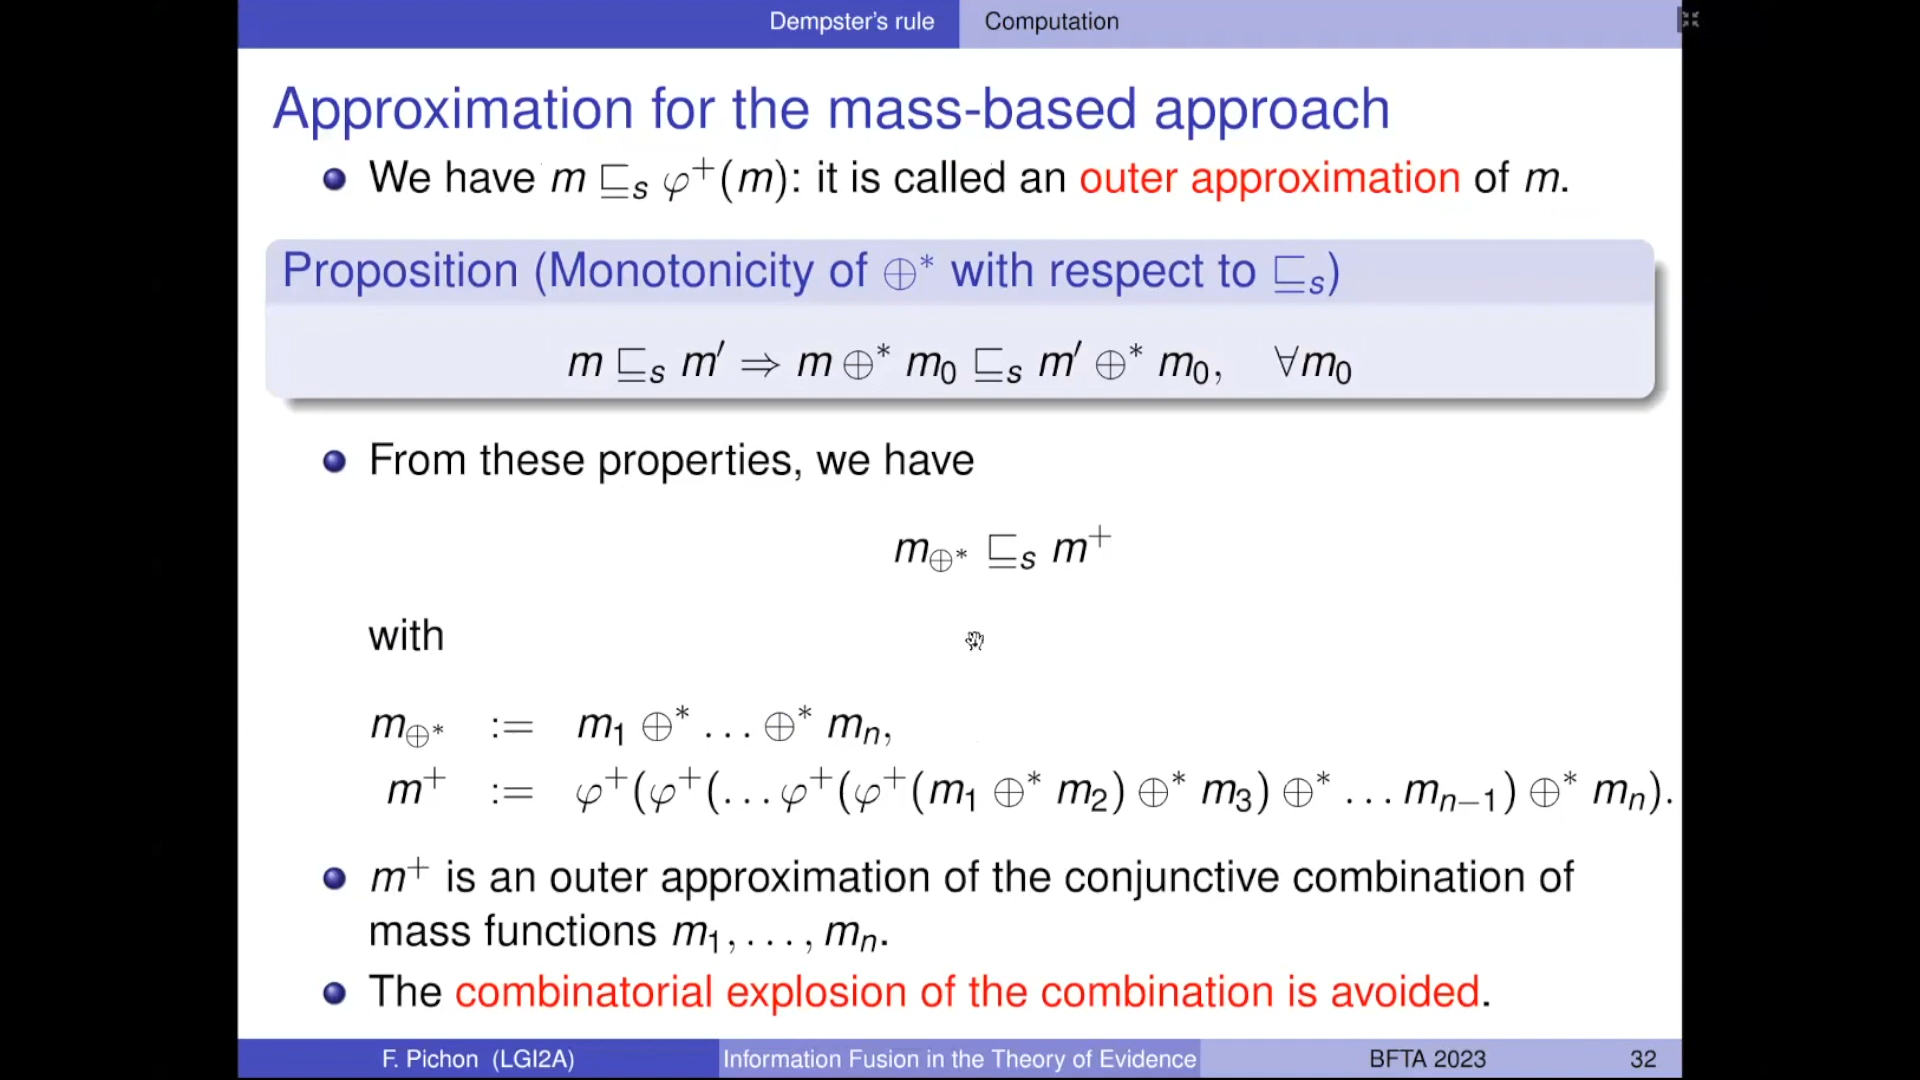 Dempster's rule Computation
Approximation for the mass-based approach
We have m ⊑s φ⁺(m): it is called an outer approximation of m.
Proposition (Monotonicity of ⊕* with respect to ⊑s)
m ⊑s m′ ⇒ m ⊕* m₀ ⊑s m′ ⊕* m₀, ∀m₀
From these properties, we have
m⊕* ⊑s m⁺
with
m⊕* := m₁ ⊕* … ⊕* mₙ,
m⁺ := φ⁺(φ⁺(… φ⁺(φ⁺(m₁ ⊕* m₂) ⊕* m₃) ⊕* … mₙ₋₁) ⊕* mₙ).
m⁺ is an outer approximation of the conjunctive combination of
mass functions m₁, …, mₙ.
The combinatorial explosion of the combination is avoided.
F. Pichon (LGI2A) Information Fusion in the Theory of Evidence BFTA 2023 32